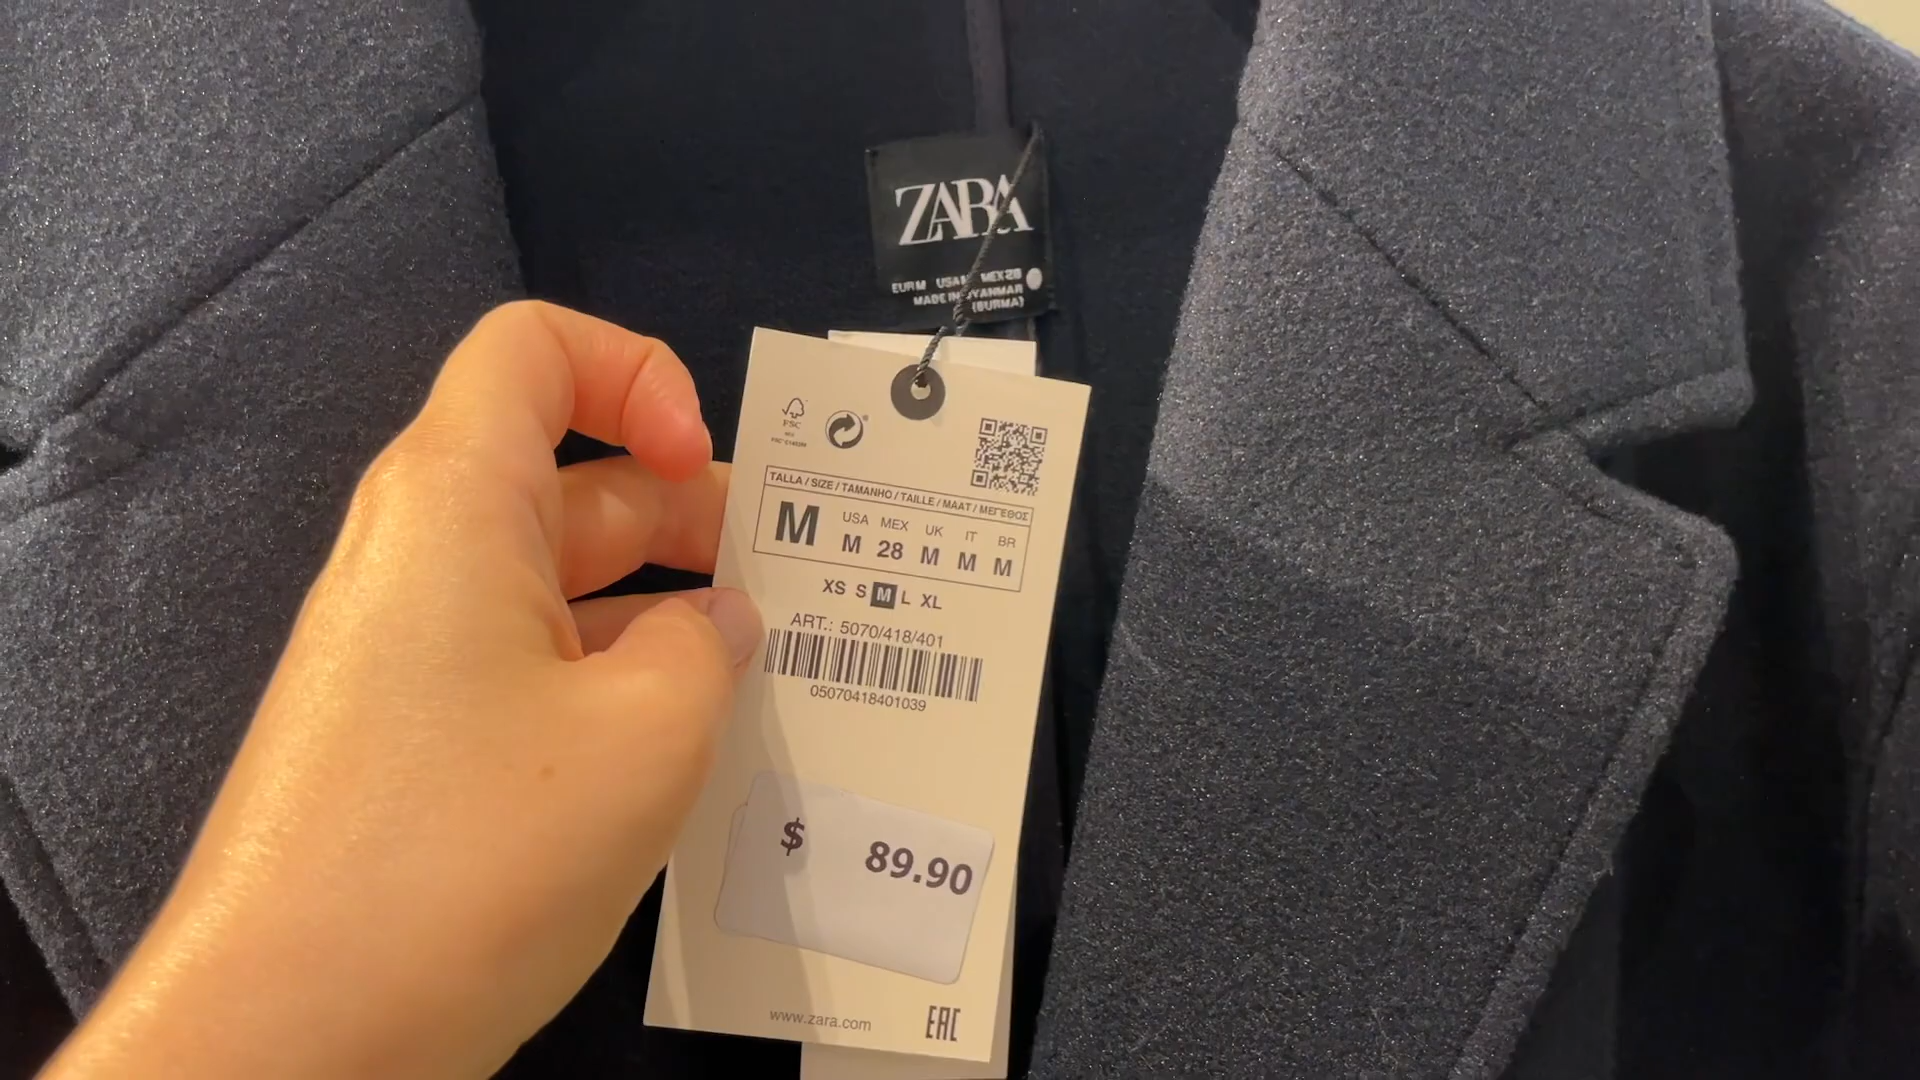 ZARA
EUR M USA M MEX 28
MADE IN MYANMAR
(BURMA)
FSC
TALLA / SIZE / TAMANHO / TAILLE / MAAT / ΜΕΓΕΘΟΣ
M
USA MEX UK IT BR
M 28 M M M
XS S M L XL
ART.: 5070/418/401
05070418401039
$ 89.90
www.zara.com
EAC